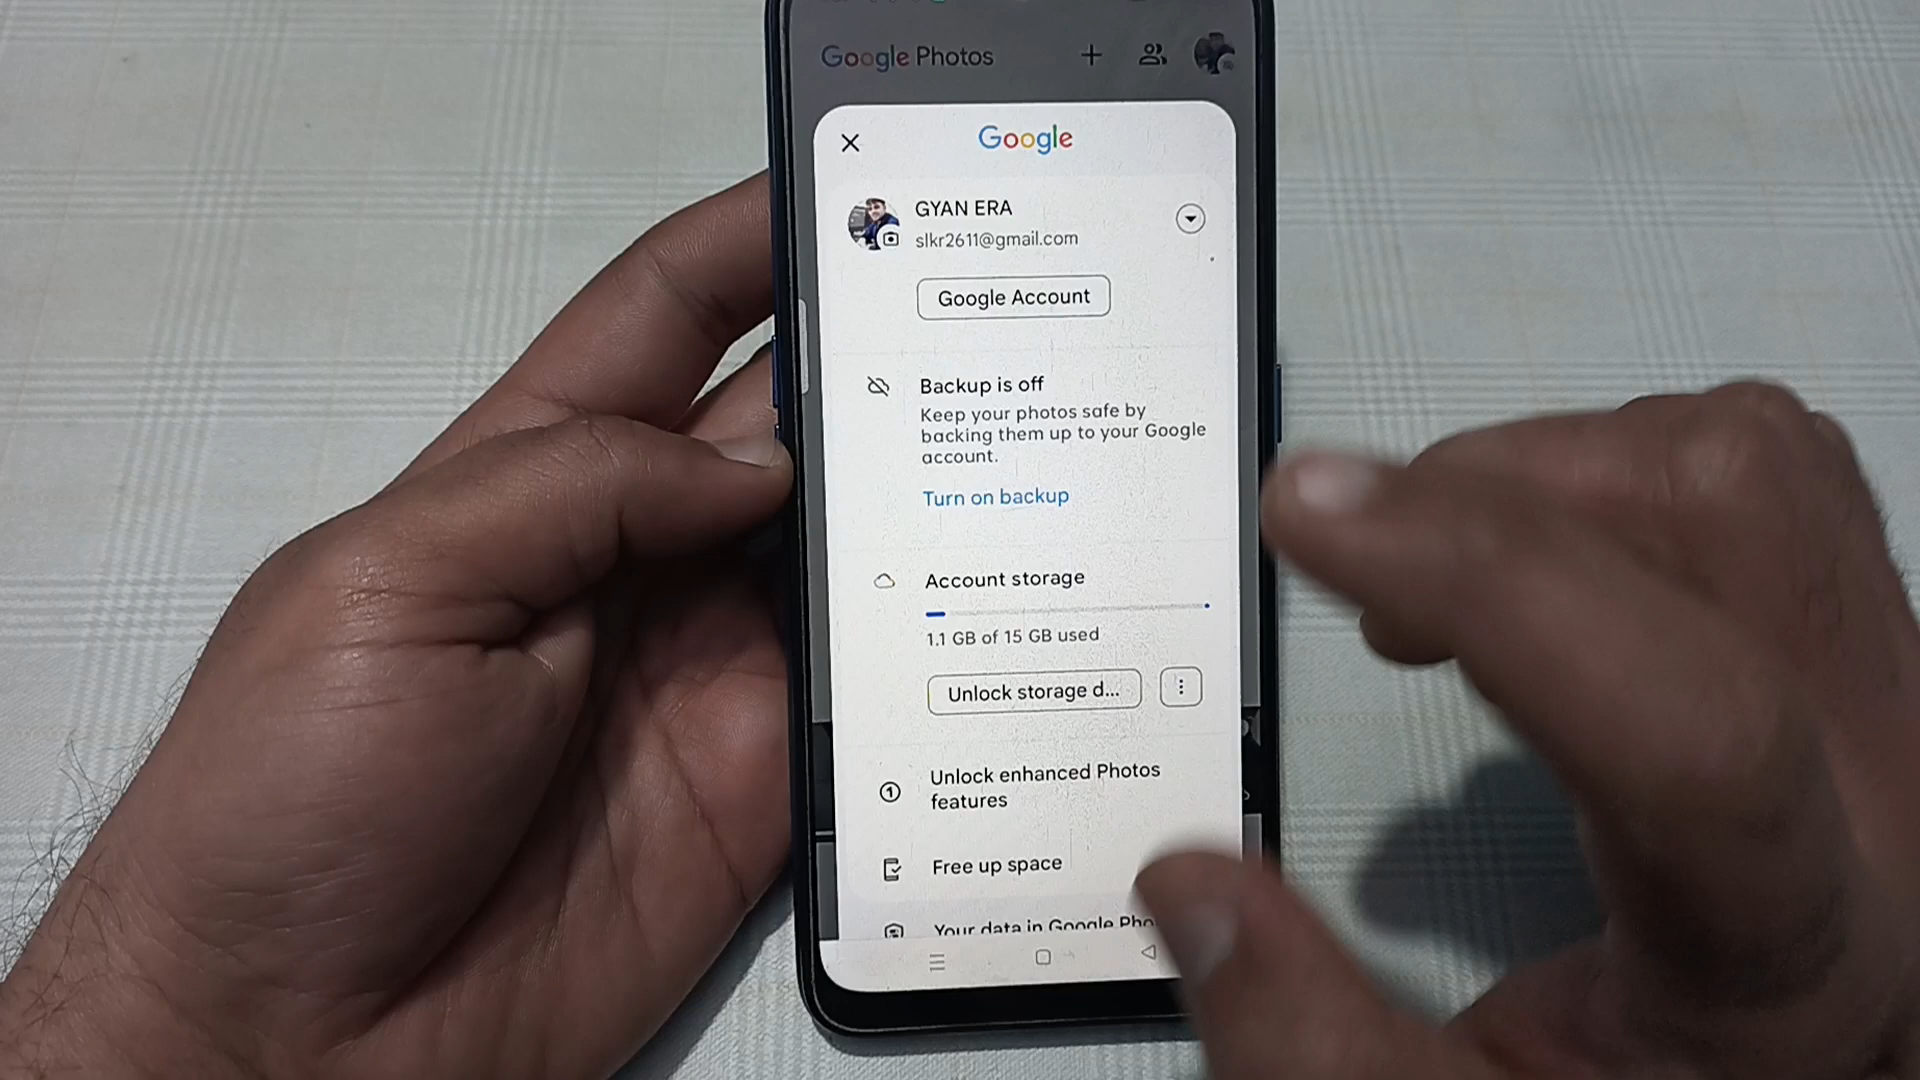 Google Photos
Google
GYAN ERA
slkr2611@gmail.com
Google Account
Backup is off
Keep your photos safe by
backing them up to your Google
account.
Turn on backup
Account storage
1.1 GB of 15 GB used
Unlock storage d...
Unlock enhanced Photos
features
Free up space
Your data in Google